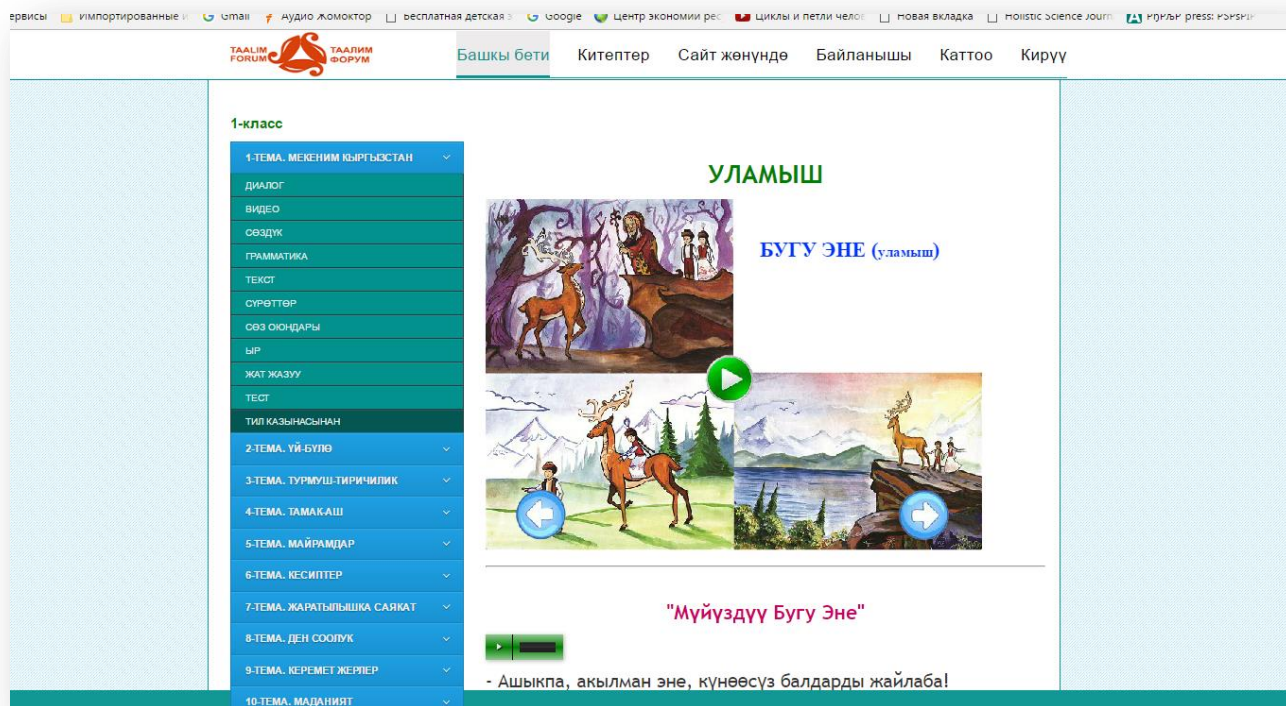 Импортированные и
Gmail
Аудио Жомоктор
Бесплатная детская э
Google
Центр экономии рес
Циклы и петли челов
Новая вкладка
Holistic Science Journ
TAALIM FORUM
ТААЛИМ ФОРУМ
Башкы бети Китептер Сайт жөнүндө Байланышы Каттоо Кирүү
1-класс
1-ТЕМА. МЕКЕНИМ КЫРГЫЗСТАН
ДИАЛОГ
ВИДЕО
СӨЗДҮК
ГРАММАТИКА
ТЕКСТ
СҮРӨТТӨР
СӨЗ ОЮНДАРЫ
ЫР
ЖАТ ЖАЗУУ
ТЕСТ
ТИЛ КАЗЫНАСЫНАН
2-ТЕМА. ҮЙ-БҮЛӨ
3-ТЕМА. ТУРМУШ-ТИРИЧИЛИК
4-ТЕМА. ТАМАК-АШ
5-ТЕМА. МАЙРАМДАР
6-ТЕМА. КЕСИПТЕР
7-ТЕМА. ЖАРАТЫЛЫШКА САЯКАТ
8-ТЕМА. ДЕН СООЛУК
9-ТЕМА. КЕРЕМЕТ ЖЕРЛЕР
10-ТЕМА. МАДАНИЯТ
УЛАМЫШ
БУГУ ЭНЕ (уламыш)
"Мүйүздүү Бугу Эне"
- Ашыкпа, акылман эне, күнөөсүз балдарды жайлаба!